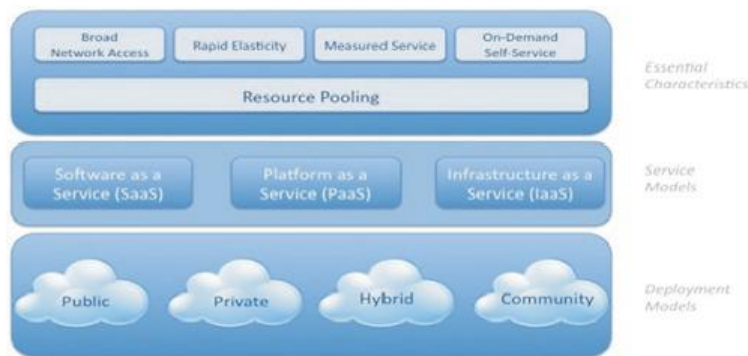 Broad
Network Access
Rapid Elasticity
Measured Service
On-Demand
Self-Service
Resource Pooling
Essential
Characteristics
Software as a
Service (SaaS)
Platform as a
Service (PaaS)
Infrastructure as a
Service (IaaS)
Service
Models
Public
Private
Hybrid
Community
Deployment
Models